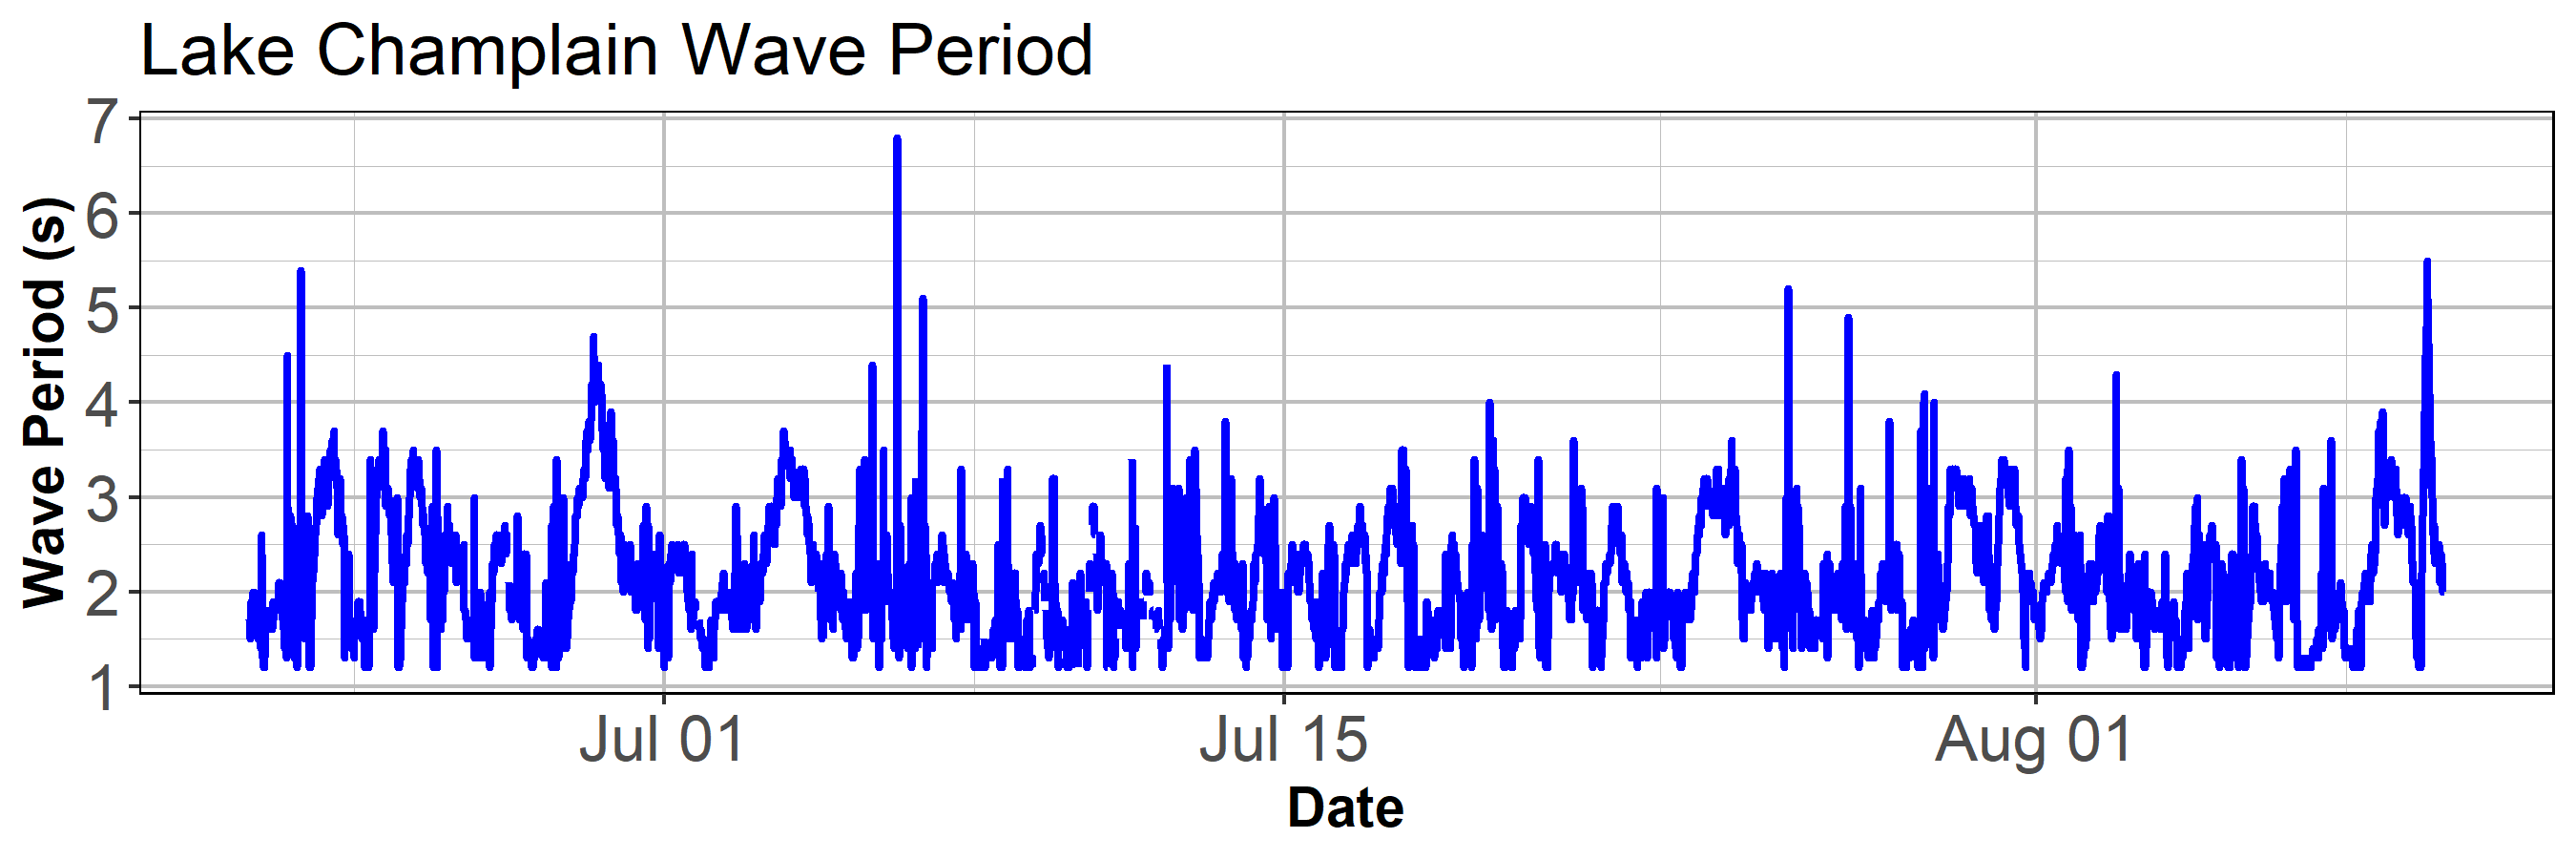 Lake Champlain Wave Period
Wave Period (s)
7
6
5
4
3
2
1
Jul 01
Jul 15
Aug 01
Date